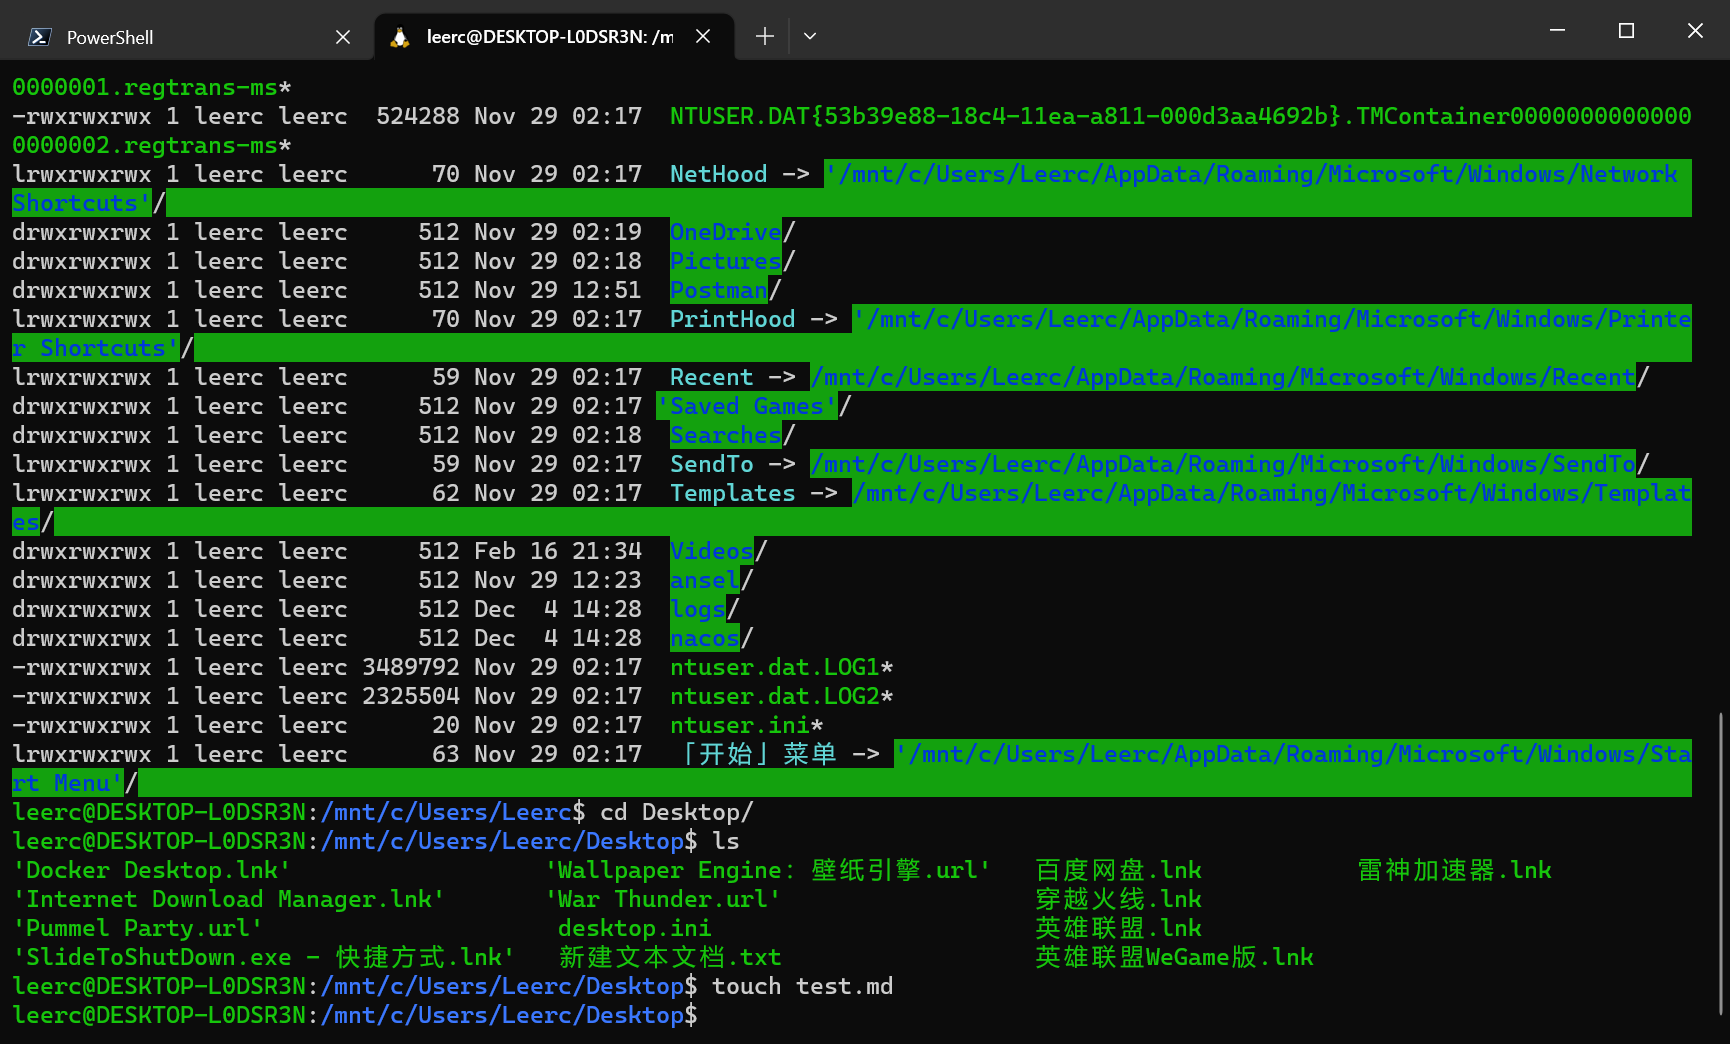 PowerShell
leerc@DESKTOP-L0DSR3N: /m
0000001.regtrans-ms*
-rwxrwxrwx 1 leerc leerc  524288 Nov 29 02:17  NTUSER.DAT{53b39e88-18c4-11ea-a811-000d3aa4692b}.TMContainer0000000000000
0000002.regtrans-ms*
lrwxrwxrwx 1 leerc leerc      70 Nov 29 02:17  NetHood -> '/mnt/c/Users/Leerc/AppData/Roaming/Microsoft/Windows/Network
Shortcuts'/
drwxrwxrwx 1 leerc leerc     512 Nov 29 02:19  OneDrive/
drwxrwxrwx 1 leerc leerc     512 Nov 29 02:18  Pictures/
drwxrwxrwx 1 leerc leerc     512 Nov 29 12:51  Postman/
lrwxrwxrwx 1 leerc leerc      70 Nov 29 02:17  PrintHood -> '/mnt/c/Users/Leerc/AppData/Roaming/Microsoft/Windows/Printe
r Shortcuts'/
lrwxrwxrwx 1 leerc leerc      59 Nov 29 02:17  Recent -> /mnt/c/Users/Leerc/AppData/Roaming/Microsoft/Windows/Recent/
drwxrwxrwx 1 leerc leerc     512 Nov 29 02:17 'Saved Games'/
drwxrwxrwx 1 leerc leerc     512 Nov 29 02:18  Searches/
lrwxrwxrwx 1 leerc leerc      59 Nov 29 02:17  SendTo -> /mnt/c/Users/Leerc/AppData/Roaming/Microsoft/Windows/SendTo/
lrwxrwxrwx 1 leerc leerc      62 Nov 29 02:17  Templates -> /mnt/c/Users/Leerc/AppData/Roaming/Microsoft/Windows/Templat
es/
drwxrwxrwx 1 leerc leerc     512 Feb 16 21:34  Videos/
drwxrwxrwx 1 leerc leerc     512 Nov 29 12:23  ansel/
drwxrwxrwx 1 leerc leerc     512 Dec  4 14:28  logs/
drwxrwxrwx 1 leerc leerc     512 Dec  4 14:28  nacos/
-rwxrwxrwx 1 leerc leerc 3489792 Nov 29 02:17  ntuser.dat.LOG1*
-rwxrwxrwx 1 leerc leerc 2325504 Nov 29 02:17  ntuser.dat.LOG2*
-rwxrwxrwx 1 leerc leerc      20 Nov 29 02:17  ntuser.ini*
lrwxrwxrwx 1 leerc leerc      63 Nov 29 02:17 「开始」菜单 -> '/mnt/c/Users/Leerc/AppData/Roaming/Microsoft/Windows/Sta
rt Menu'/
leerc@DESKTOP-L0DSR3N:/mnt/c/Users/Leerc$ cd Desktop/
leerc@DESKTOP-L0DSR3N:/mnt/c/Users/Leerc/Desktop$ ls
'Docker Desktop.lnk' 'Wallpaper Engine：壁纸引擎.url' 百度网盘.lnk 雷神加速器.lnk
'Internet Download Manager.lnk' 'War Thunder.url' 穿越火线.lnk
'Pummel Party.url' desktop.ini 英雄联盟.lnk
'SlideToShutDown.exe - 快捷方式.lnk' 新建文本文档.txt 英雄联盟WeGame版.lnk
leerc@DESKTOP-L0DSR3N:/mnt/c/Users/Leerc/Desktop$ touch test.md
leerc@DESKTOP-L0DSR3N:/mnt/c/Users/Leerc/Desktop$